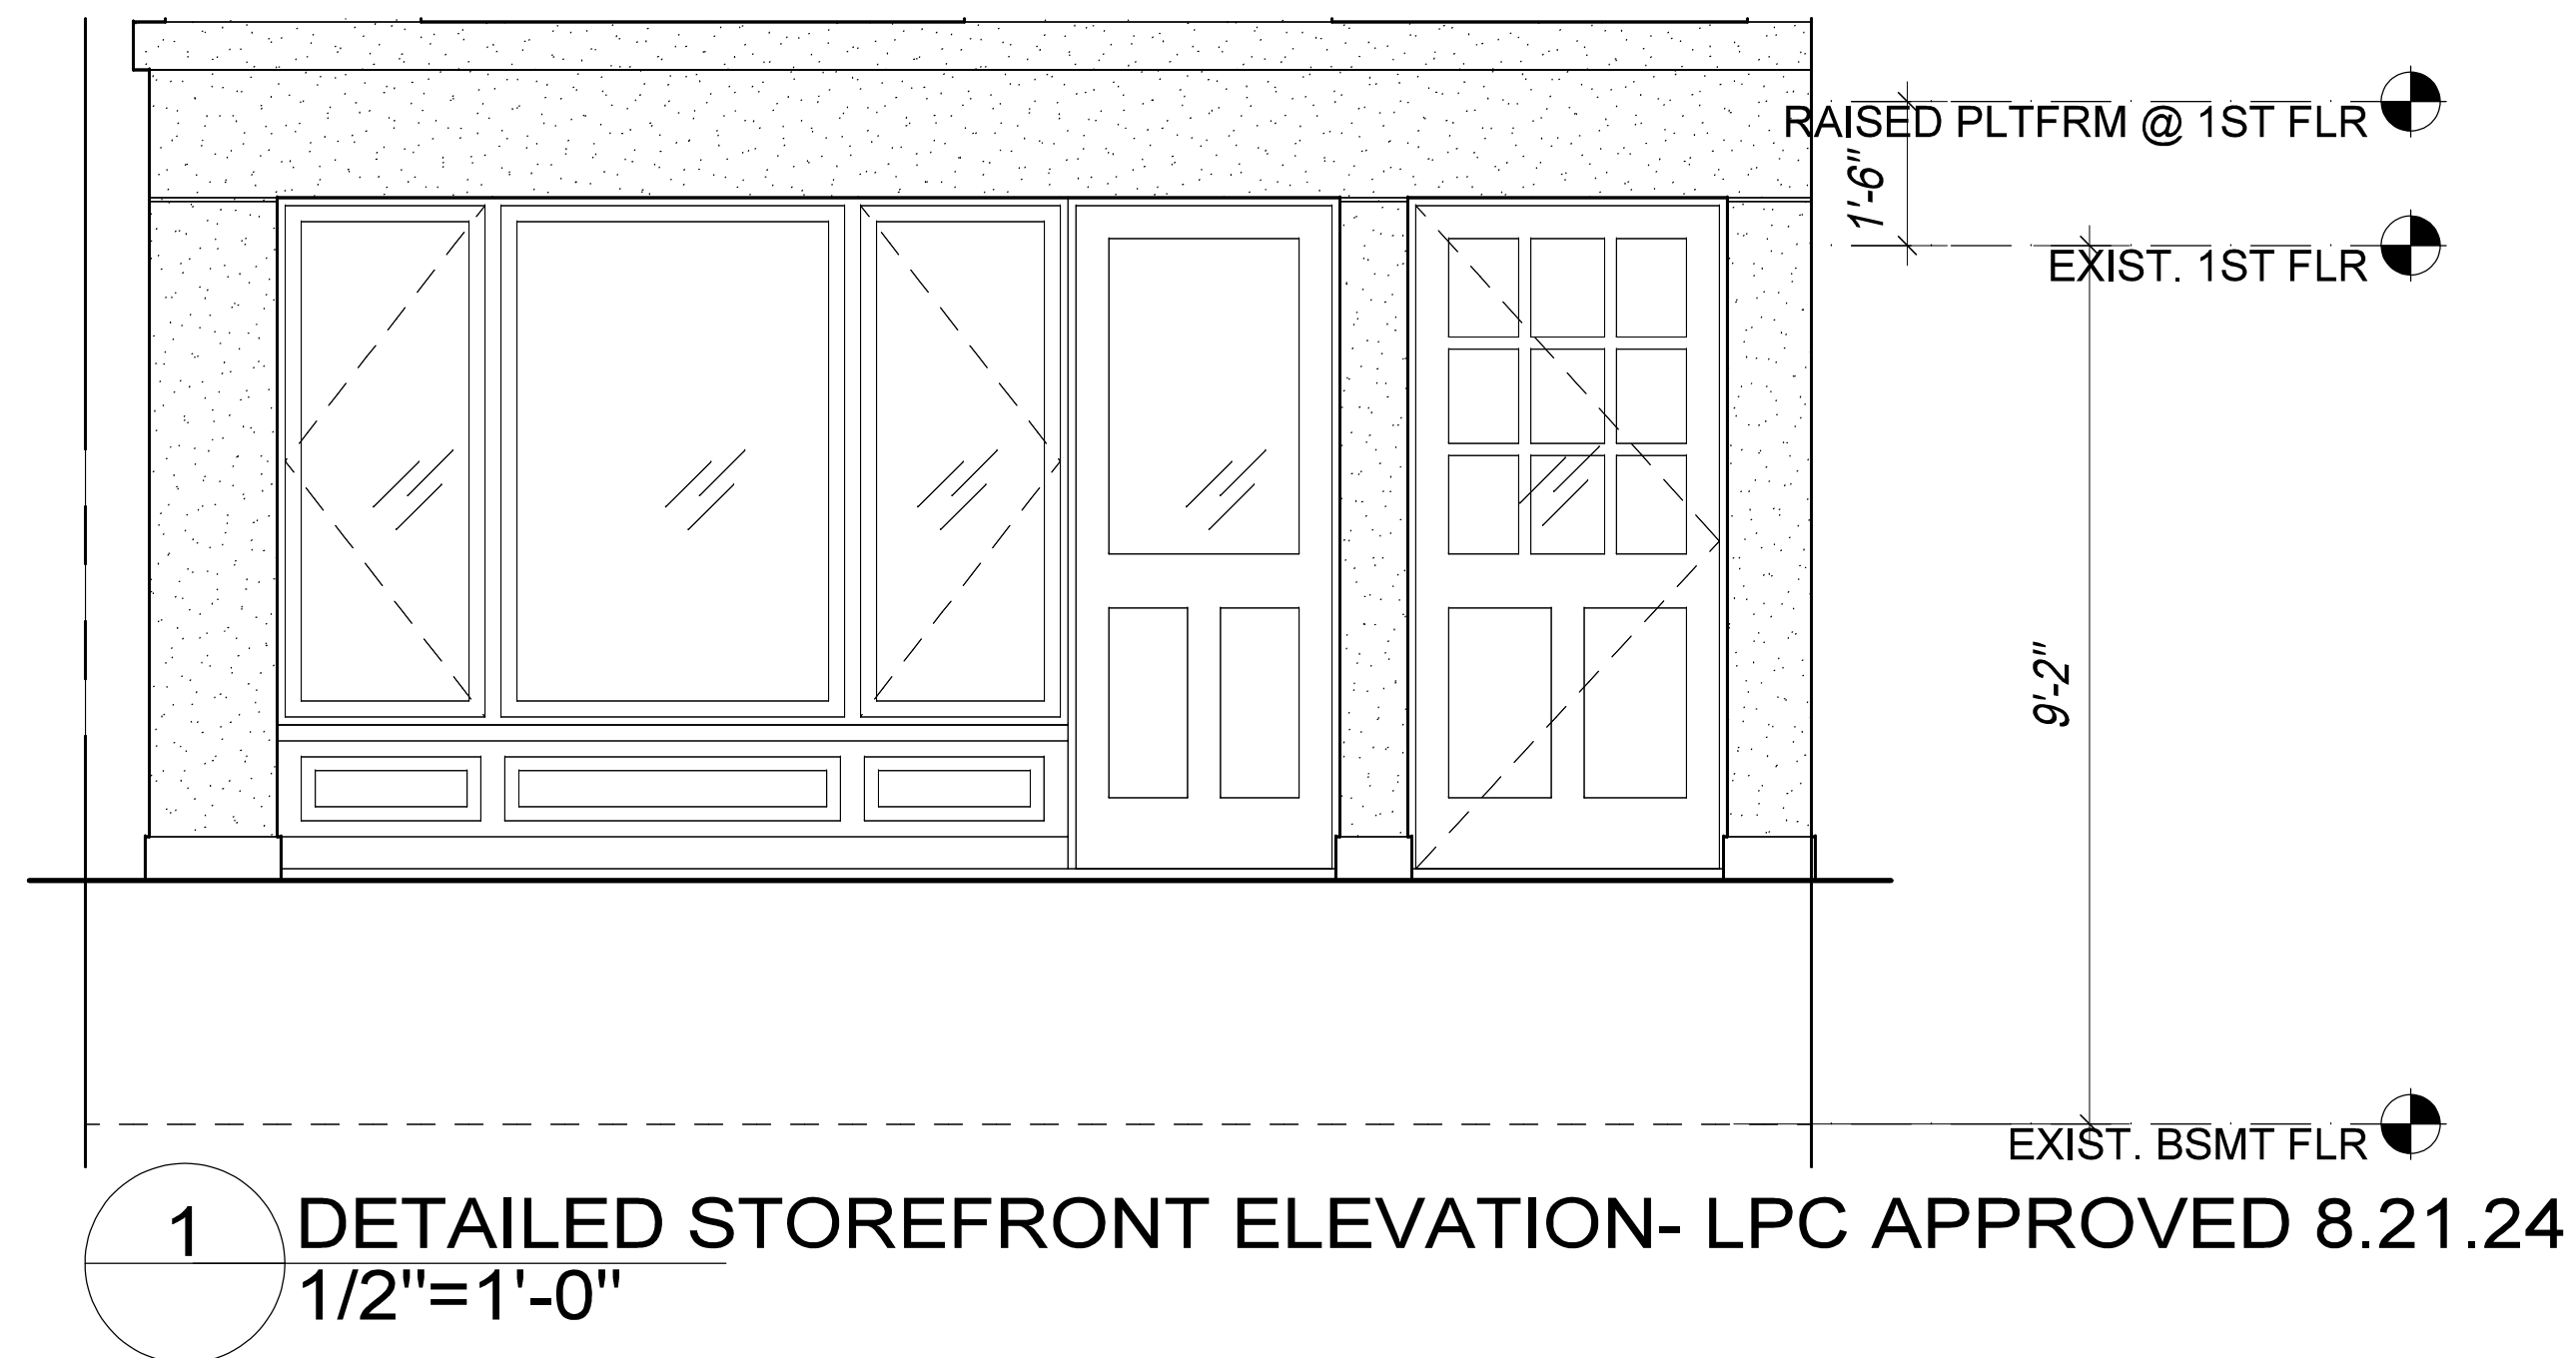 RAISED PLTFRM @ 1ST FLR
1'-6"
EXIST. 1ST FLR
9'-2"
EXIST. BSMT FLR
1
DETAILED STOREFRONT ELEVATION- LPC APPROVED 8.21.24
1/2"=1'-0"